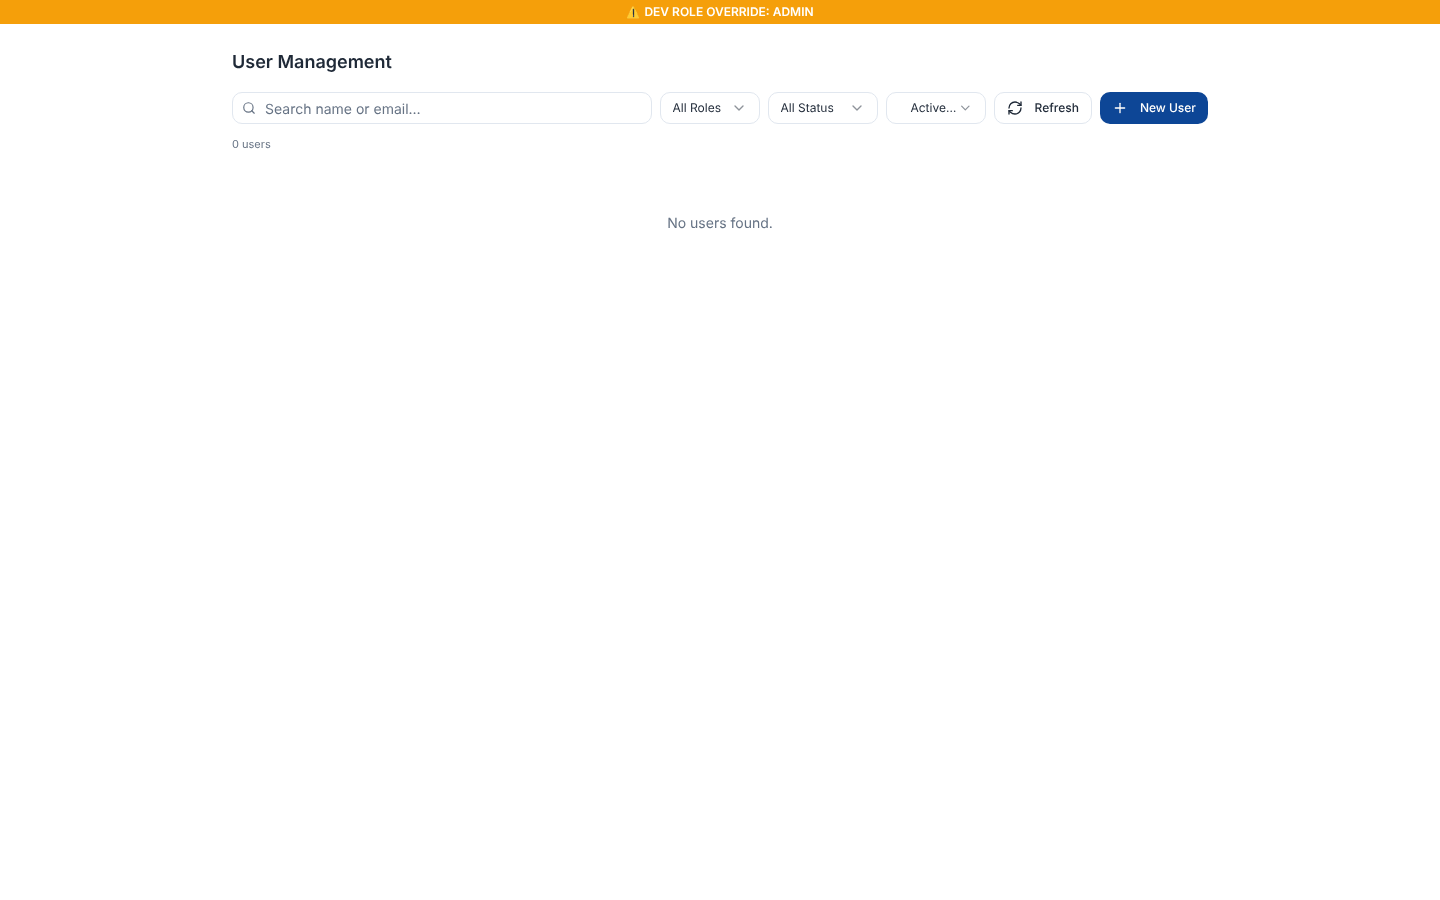 ⚠️ DEV ROLE OVERRIDE: ADMIN
User Management
Search name or email...
All Roles
All Status
Active...
Refresh
New User
0 users
No users found.